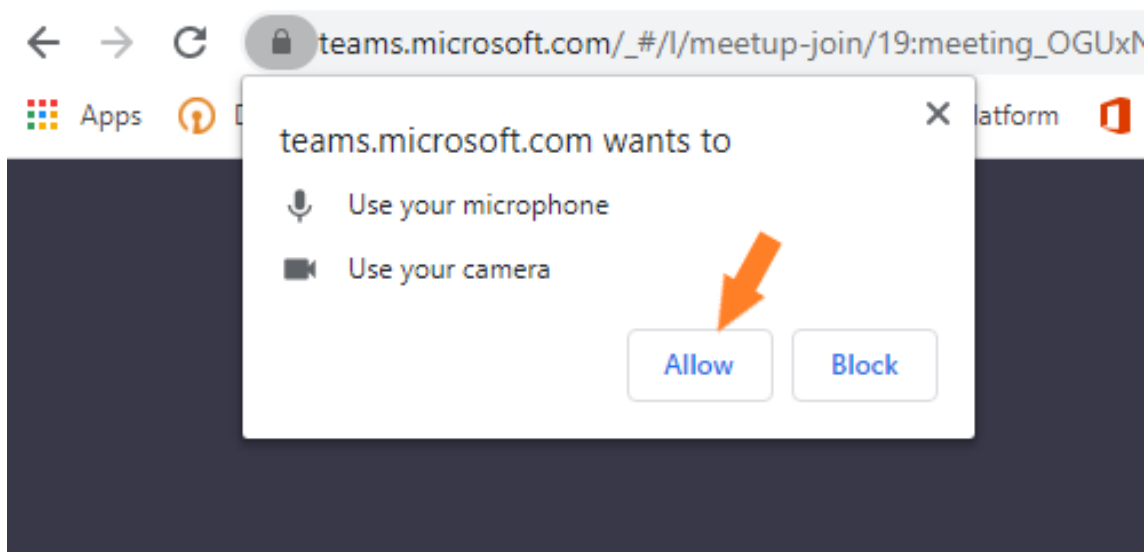 teams.microsoft.com/_#/l/meetup-join/19:meeting_OGUxN
Apps
teams.microsoft.com wants to
Use your microphone
Use your camera
Allow Block